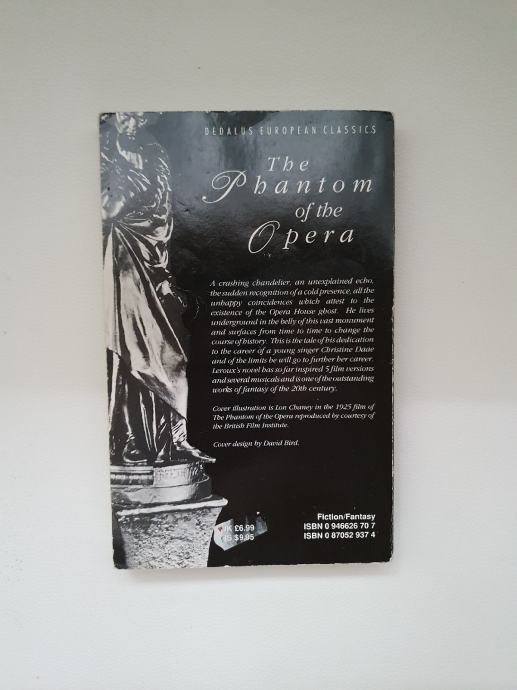 DEDALUS EUROPEAN CLASSICS
The
Phantom
of the
Opera
A crashing chandelier, an unexplained echo,
the sudden recognition of a cold presence, all the
unhappy coincidences which attest to the
existence of the Opera House ghost. He lives
underground in the belly of this vast monument
and surfaces from time to time to change the
course of history. This is the tale of his dedication
to the career of a young singer Christine Daae
and of the limits he will go to further her career.
Leroux's novel has so far inspired 5 film versions
and several musicals and is one of the outstanding
works of fantasy of the 20th century.
Cover illustration is Lon Chaney in the 1925 film of
The Phantom of the Opera reproduced by courtesy of
the British Film Institute.
Cover design by David Bird.
Fiction/Fantasy
UK £6.99
ISBN 0 946626 70 7
US $9.95
ISBN 0 87052 937 4